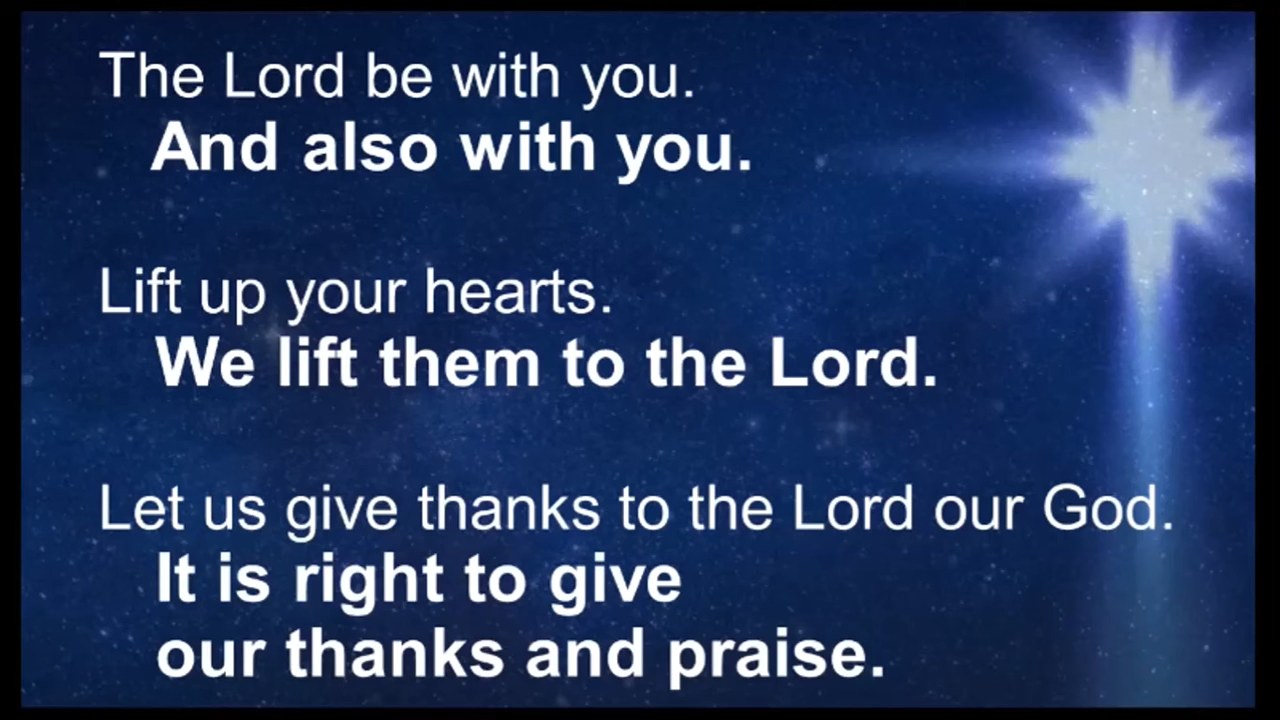 The Lord be with you.
And also with you.
Lift up your hearts.
We lift them to the Lord.
Let us give thanks to the Lord our God.
It is right to give
our thanks and praise.